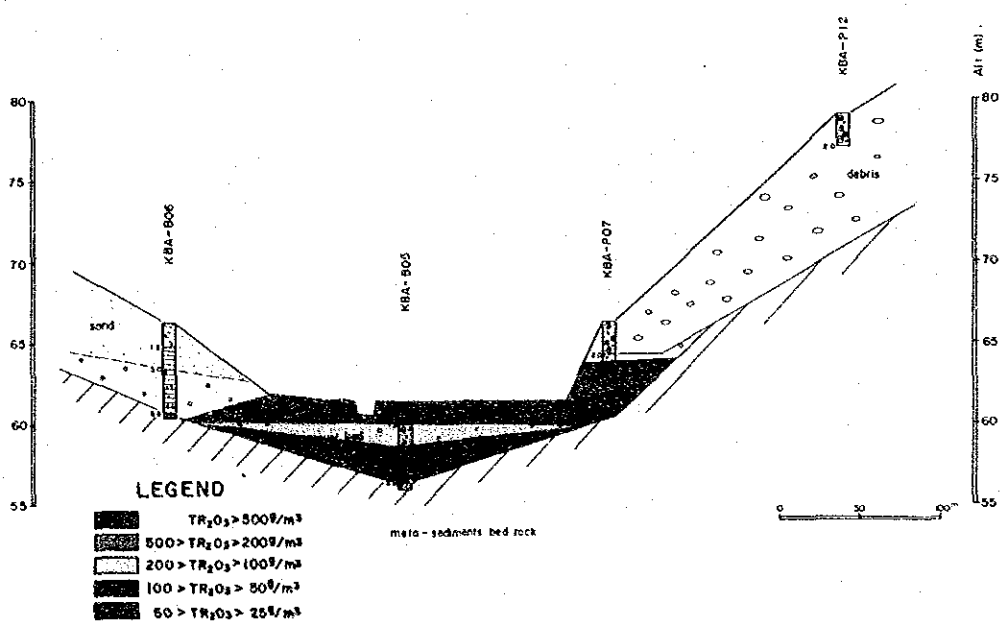 KBA-P12
Alt (m)
80
80
75
75
debris
KBA-B06
KBA-B05
KBA-P07
70
70
sand
65
65
60
60
55
55
LEGEND
TR₂O₃>500g/m³
500>TR₂O₃>200g/m³
200>TR₂O₃>100g/m³
100>TR₂O₃>50g/m³
50>TR₂O₃>25g/m³
meta-sediments bed rock
0
50
100m